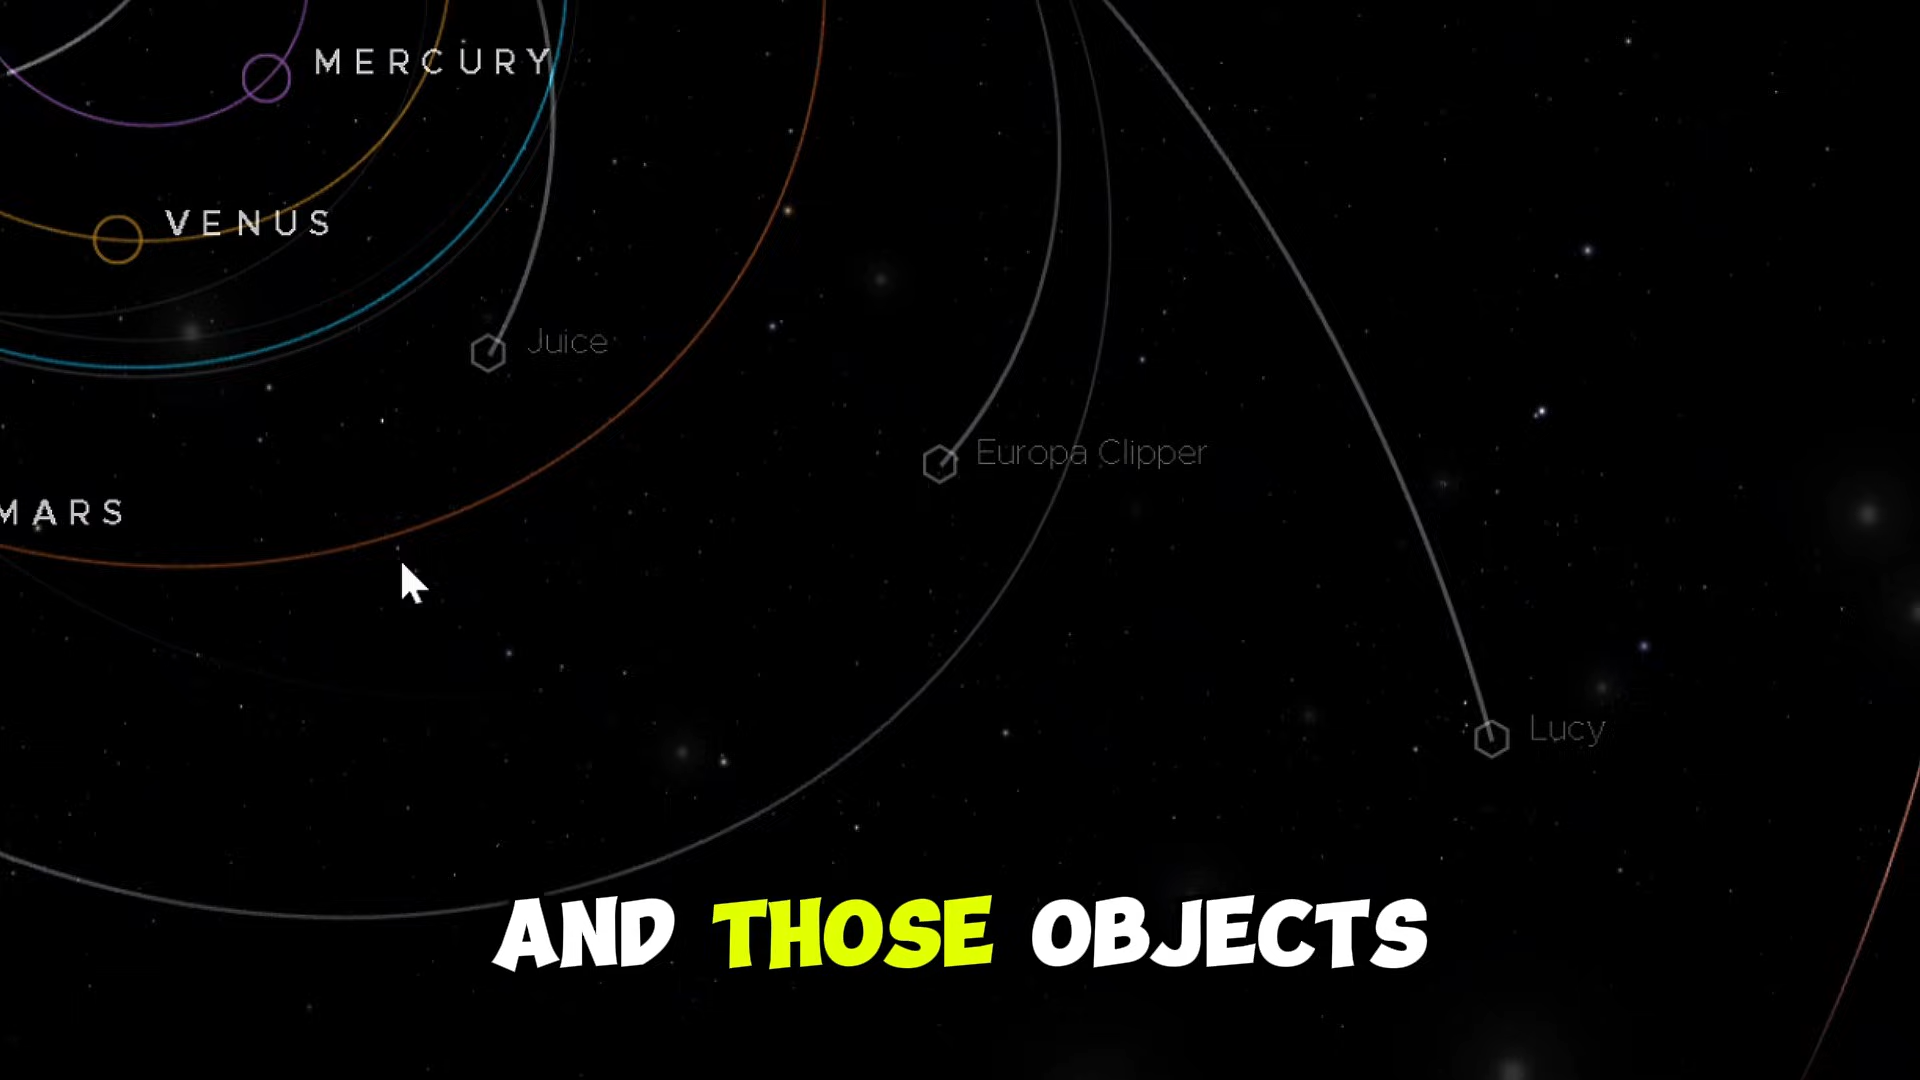 MERCURY
VENUS
Juice
Europa Clipper
MARS
Lucy
AND THOSE OBJECTS